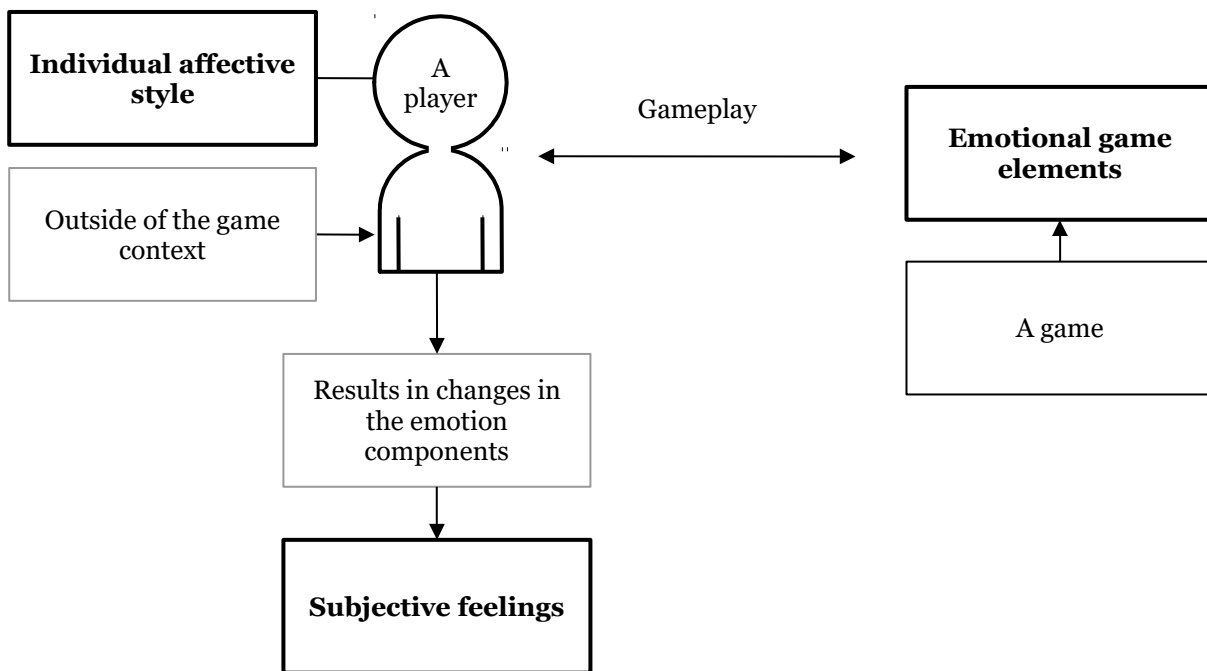 Individual affective
style
A
player
Gameplay
Emotional game
elements
Outside of the game
context
A game
Results in changes in
the emotion
components
Subjective feelings